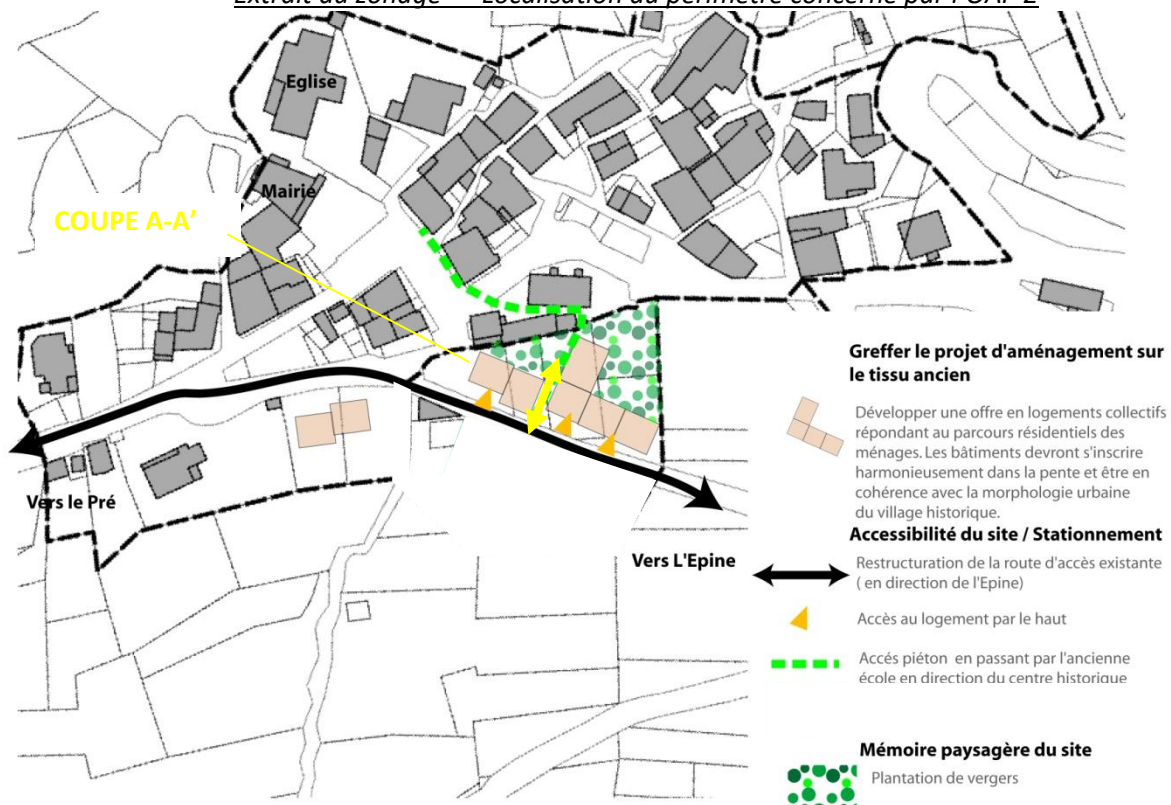 Extrait du zonage – Localisation du périmètre concerné par l'OAP 2
Eglise
Mairie
COUPE A-A’
Vers le Pré
Vers L'Epine
Greffer le projet d'aménagement sur
le tissu ancien
Développer une offre en logements collectifs
répondant au parcours résidentiels des
ménages. Les bâtiments devront s'inscrire
harmonieusement dans la pente et être en
cohérence avec la morphologie urbaine
du village historique.
Accessibilité du site / Stationnement
Restructuration de la route d'accès existante
( en direction de l'Epine)
Accès au logement par le haut
Accés piéton en passant par l'ancienne
école en direction du centre historique
Mémoire paysagère du site
Plantation de vergers